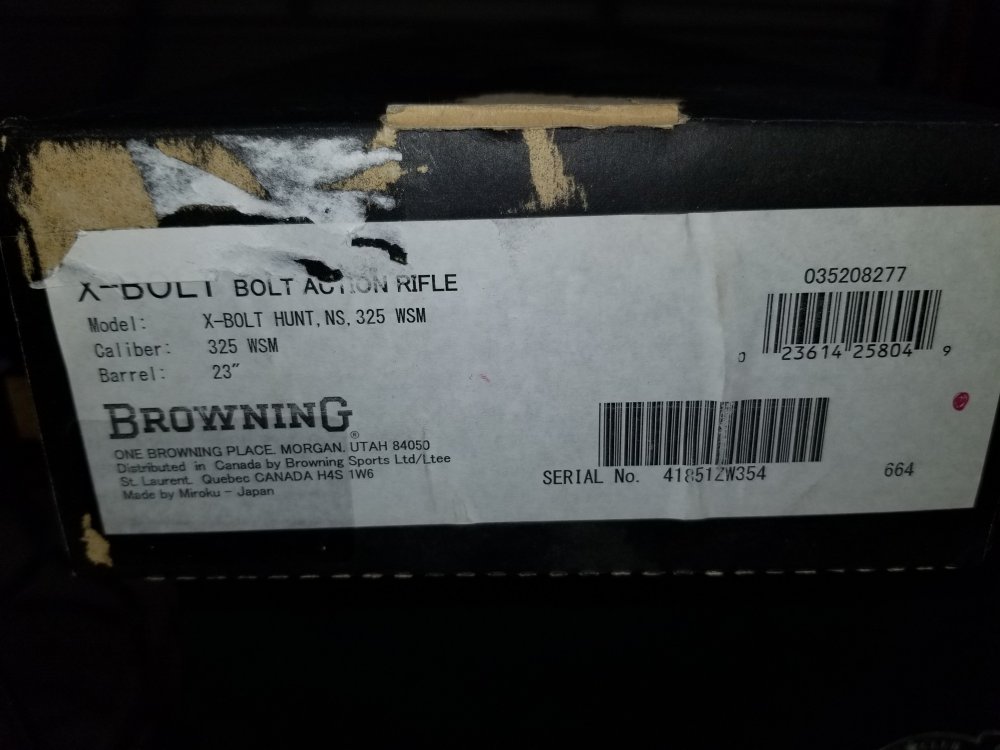 X-BOLT BOLT ACTION RIFLE
Model: X-BOLT HUNT, NS, 325 WSM
Caliber: 325 WSM
Barrel: 23"
BROWNING®
ONE BROWNING PLACE. MORGAN. UTAH 84050
Distributed in Canada by Browning Sports Ltd/Ltee
St. Laurent. Quebec CANADA H4S 1W6
Made by Miroku - Japan
035208277
0 23614 25804 9
SERIAL No. 41851ZW354
664